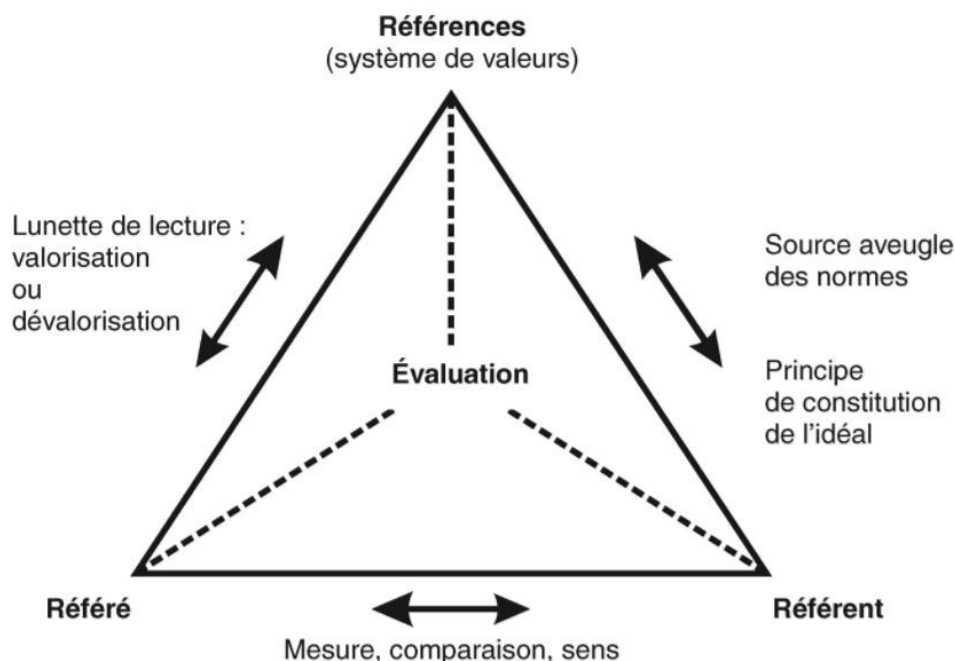 Références
(système de valeurs)
Lunette de lecture :
valorisation
ou
dévalorisation
Source aveugle
des normes
Évaluation
Principe
de constitution
de l'idéal
Référé
Référent
Mesure, comparaison, sens